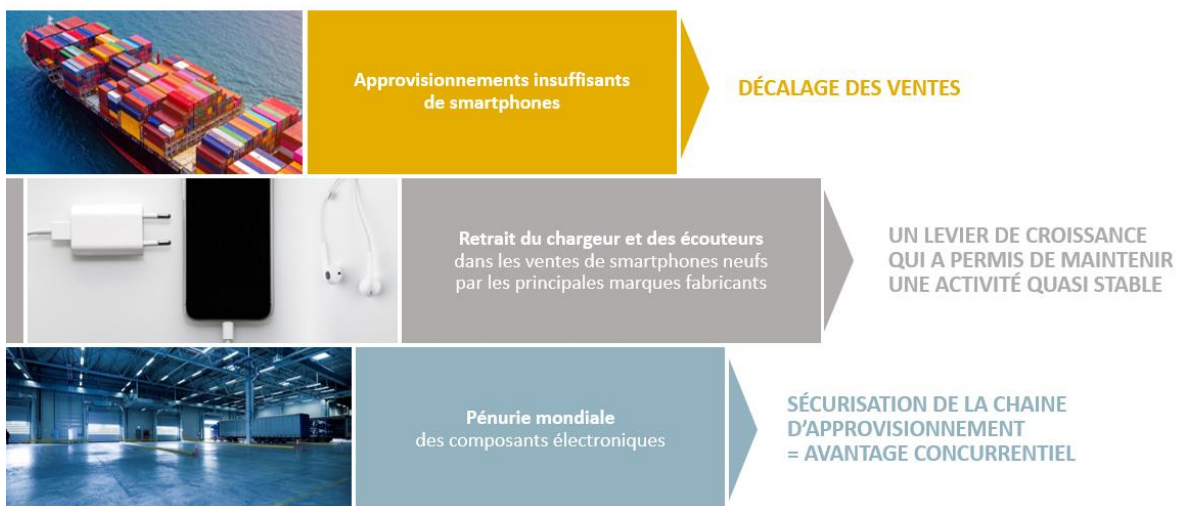 Approvisionnements insuffisants
de smartphones
DÉCALAGE DES VENTES
Retrait du chargeur et des écouteurs
dans les ventes de smartphones neufs
par les principales marques fabricants
UN LEVIER DE CROISSANCE
QUI A PERMIS DE MAINTENIR
UNE ACTIVITÉ QUASI STABLE
Pénurie mondiale
des composants électroniques
SÉCURISATION DE LA CHAINE
D’APPROVISIONNEMENT
= AVANTAGE CONCURRENTIEL